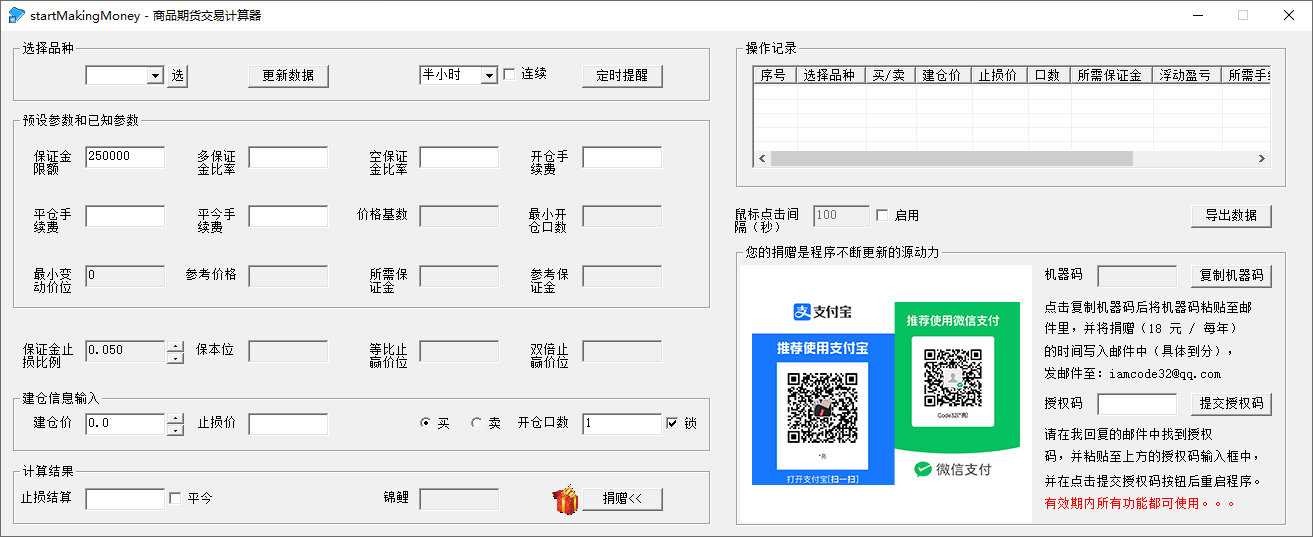 startMakingMoney - 商品期货交易计算器
选择品种
选
更新数据
半小时
连续
定时提醒
预设参数和已知参数
保证金
限额
250000
多保证
金比率
空保证
金比率
开仓手
续费
平仓手
续费
平今手
续费
价格基数
最小开
仓口数
最小变
动价位
0
参考价格
所需保
证金
参考保
证金
保证金止
损比例
0.050
保本位
等比止
赢价位
双倍止
赢价位
建仓信息输入
建仓价
0.0
止损价
买
卖
开仓口数
1
锁
计算结果
止损结算
平今
锦鲤
捐赠<<
操作记录
序号
选择品种
买/卖
建仓价
止损价
口数
所需保证金
浮动盈亏
所需手
鼠标点击间
隔（秒）
100
启用
导出数据
您的捐赠是程序不断更新的源动力
支付宝
推荐使用支付宝
*亮
打开支付宝[扫一扫]
推荐使用微信支付
Code32(*亮)
微信支付
机器码
复制机器码
点击复制机器码后将机器码粘贴至邮
件里，并将捐赠（18 元 / 每年）
的时间写入邮件中（具体到分），
发邮件至：iamcode32@qq.com
授权码
提交授权码
请在我回复的邮件中找到授权
码，并粘贴至上方的授权码输入框中，
并在点击提交授权码按钮后重启程序。
有效期内所有功能都可使用。。。